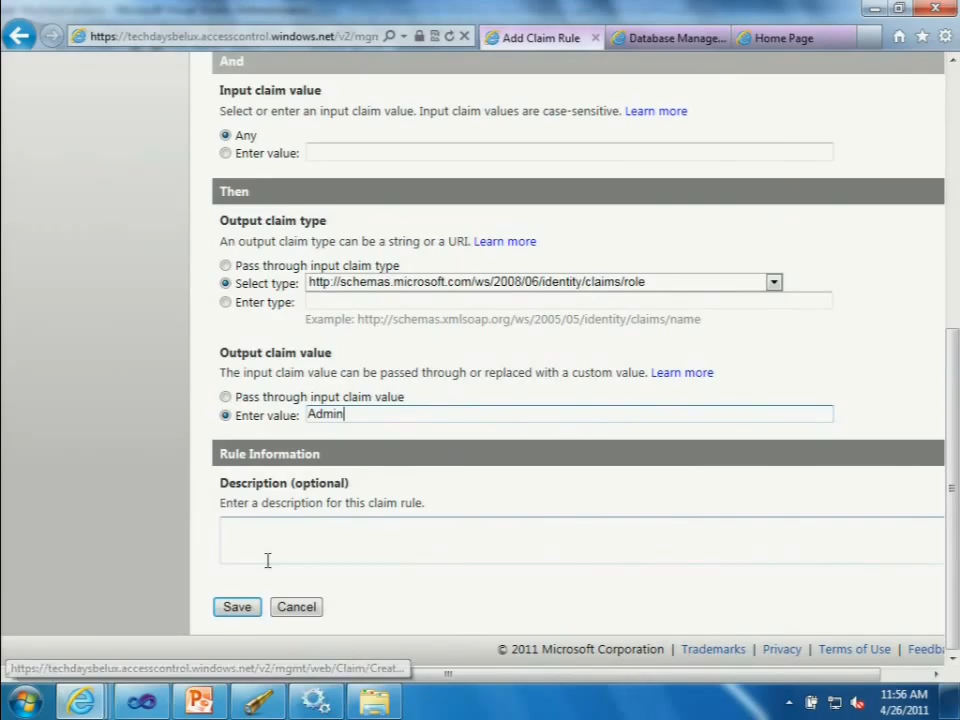 https://techdaysbelux.accesscontrol.windows.net/v2/mgn
Add Claim Rule
Database Manage...
Home Page
And
Input claim value
Select or enter an input claim value. Input claim values are case-sensitive. Learn more
Any
Enter value:
Then
Output claim type
An output claim type can be a string or a URI. Learn more
Pass through input claim type
Select type: http://schemas.microsoft.com/ws/2008/06/identity/claims/role
Enter type:
Example: http://schemas.xmlsoap.org/ws/2005/05/identity/claims/name
Output claim value
The input claim value can be passed through or replaced with a custom value. Learn more
Pass through input claim value
Enter value: Admin
Rule Information
Description (optional)
Enter a description for this claim rule.
Save Cancel
© 2011 Microsoft Corporation | Trademarks | Privacy | Terms of Use | Feedba
https://techdaysbelux.accesscontrol.windows.net/v2/mgmt/web/Claim/Creat...
11:56 AM
4/26/2011